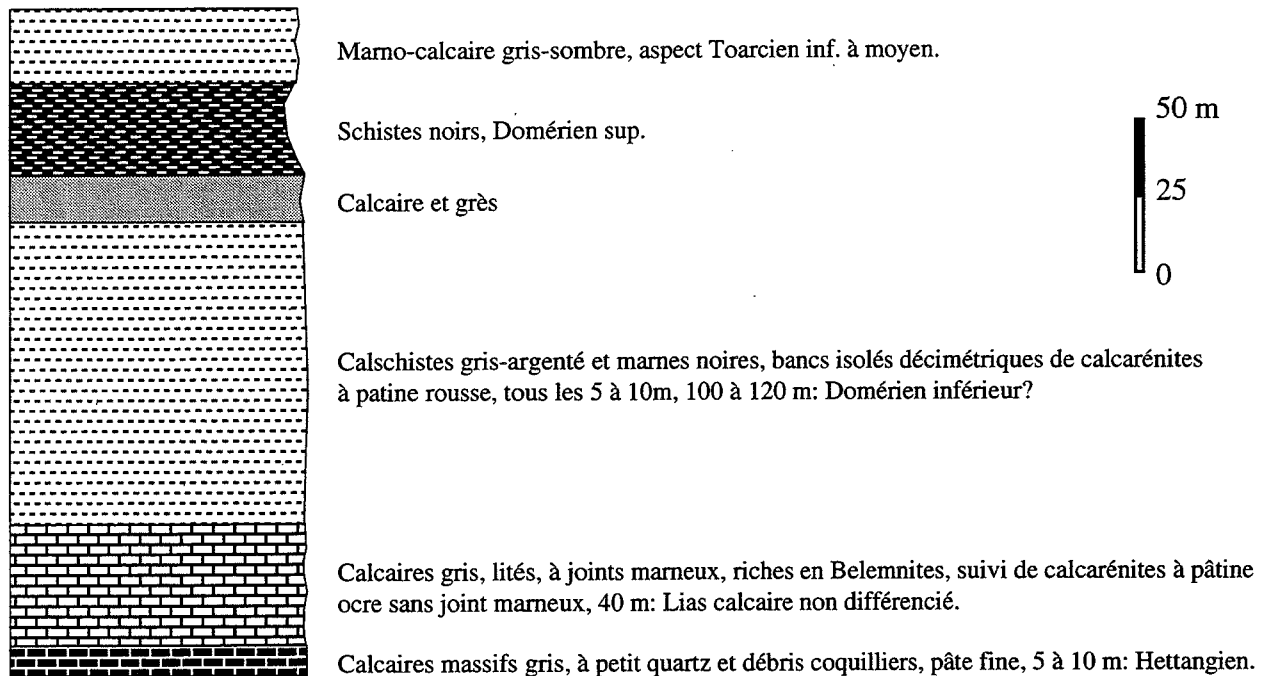 Marno-calcaire gris-sombre, aspect Toarcien inf. à moyen.
Schistes noirs, Domérien sup.
Calcaire et grès
50 m
25
0
Calschistes gris-argenté et marnes noires, bancs isolés décimétriques de calcarénites
à patine rousse, tous les 5 à 10m, 100 à 120 m: Domérien inférieur?
Calcaires gris, lités, à joints marneux, riches en Belemnites, suivi de calcarénites à pâtine
ocre sans joint marneux, 40 m: Lias calcaire non différencié.
Calcaires massifs gris, à petit quartz et débris coquilliers, pâte fine, 5 à 10 m: Hettangien.